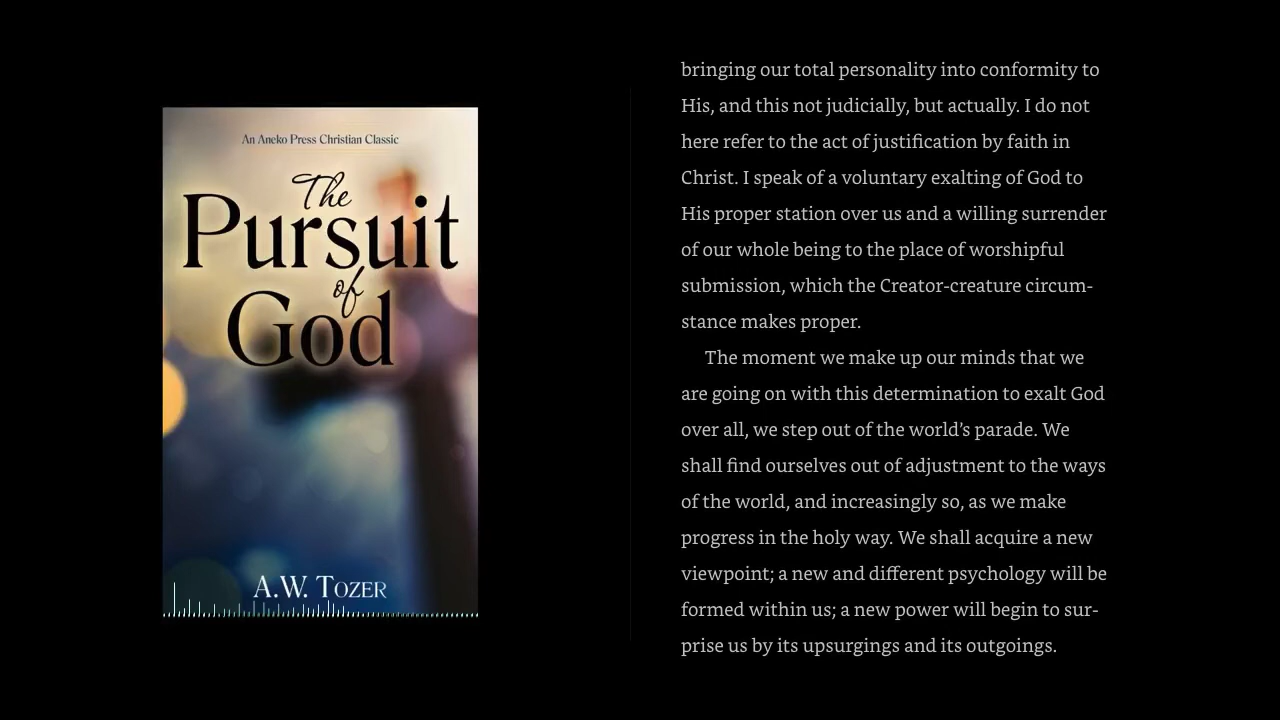 An Aneko Press Christian Classic
The
Pursuit
of
God
A.W. Tozer
bringing our total personality into conformity to
His, and this not judicially, but actually. I do not
here refer to the act of justification by faith in
Christ. I speak of a voluntary exalting of God to
His proper station over us and a willing surrender
of our whole being to the place of worshipful
submission, which the Creator-creature circum-
stance makes proper.
The moment we make up our minds that we
are going on with this determination to exalt God
over all, we step out of the world’s parade. We
shall find ourselves out of adjustment to the ways
of the world, and increasingly so, as we make
progress in the holy way. We shall acquire a new
viewpoint; a new and different psychology will be
formed within us; a new power will begin to sur-
prise us by its upsurgings and its outgoings.